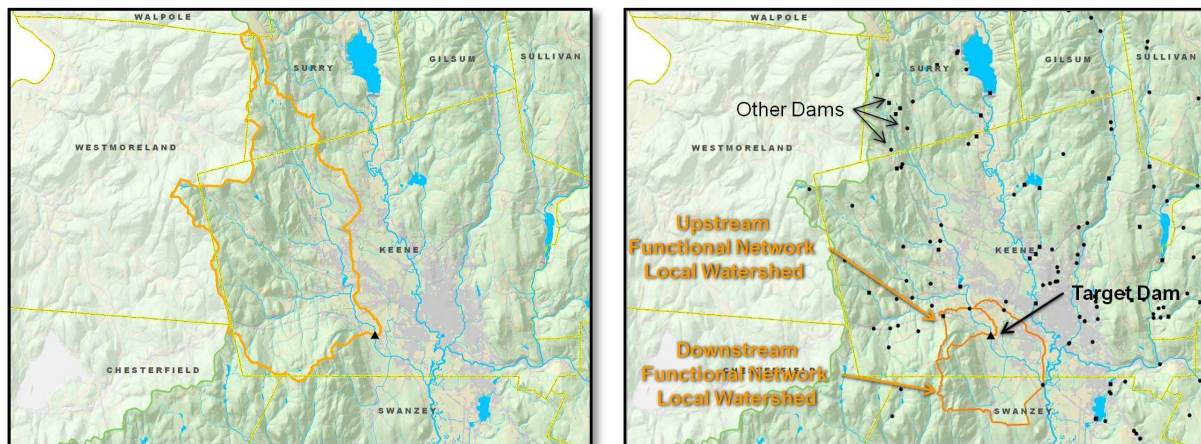 WALPOLE
SURRY
GILSUM
SULLIVAN
WESTMORELAND
KEENE
CHESTERFIELD
SWANZEY
WALPOLE
SURRY
GILSUM
SULLIVAN
Other Dams
WESTMORELAND
Upstream
Functional Network
Local Watershed
KEENE
Target Dam
Downstream
Functional Network
Local Watershed
CHESTERFIELD
SWANZEY